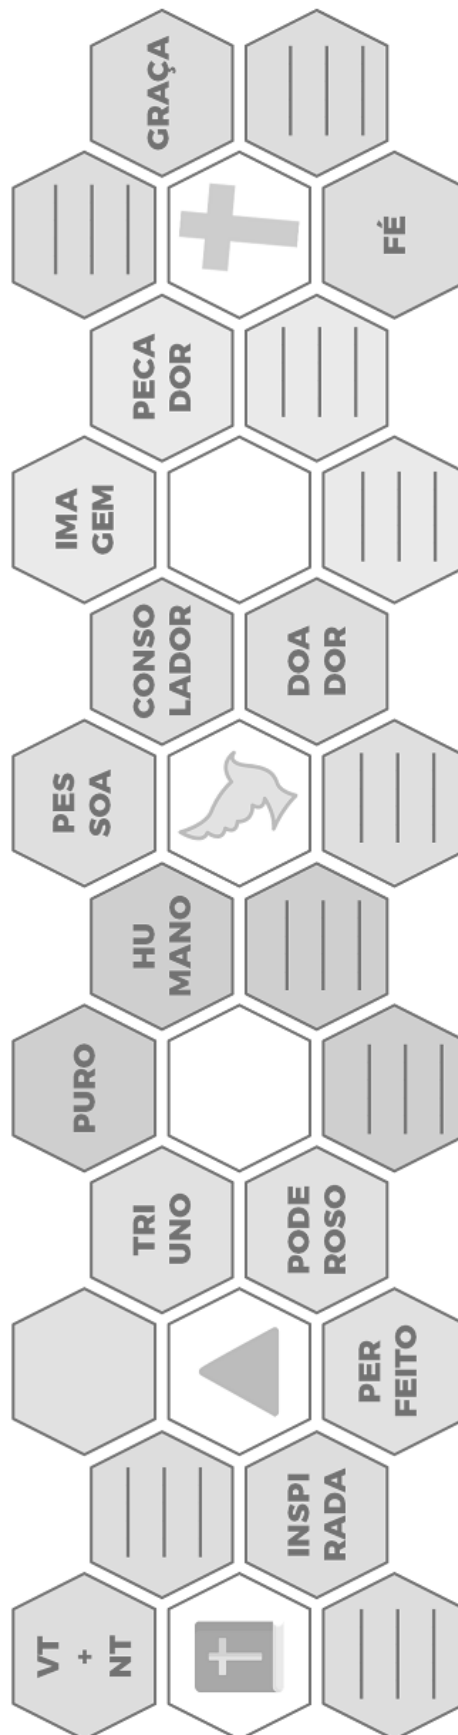 VT
+
NT
PURO
PES
SOA
IMA
GEM
TRI
UNO
HU
MANO
CONSO
LADOR
PECA
DOR
GRAÇA
INSPI
RADA
PODE
ROSO
DOA
DOR
PER
FEITO
FÉ